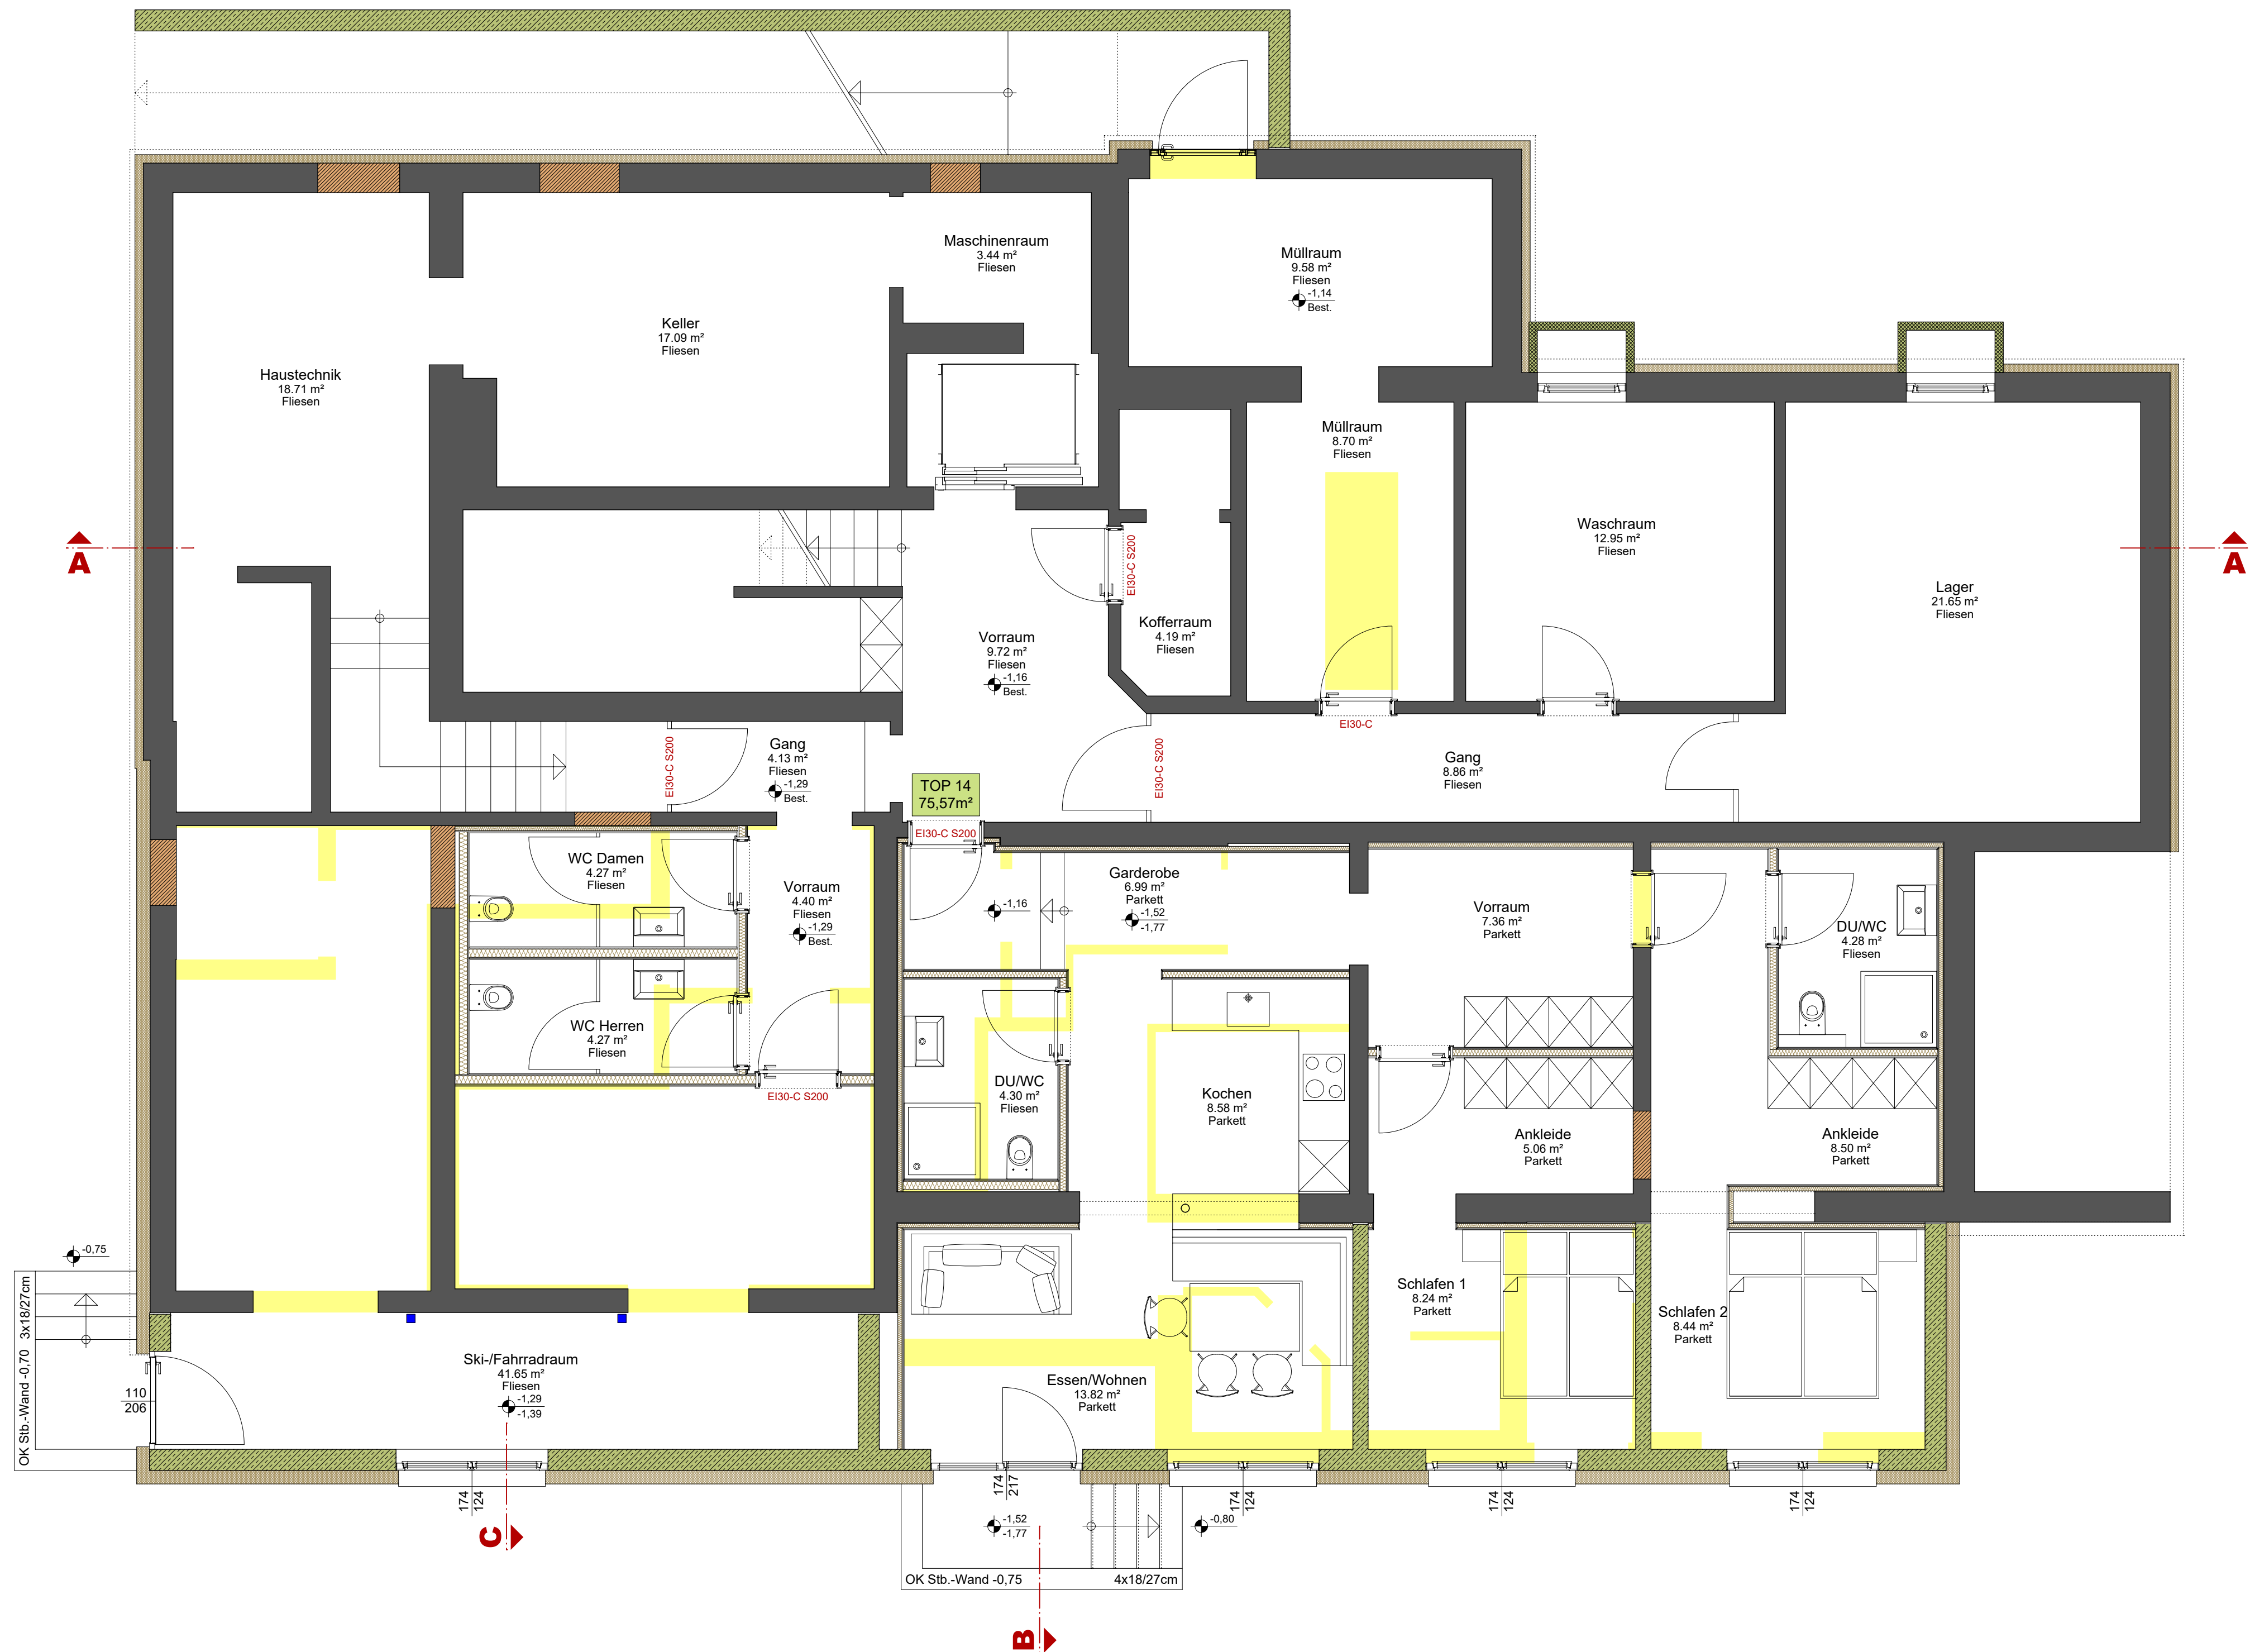 Maschinenraum
3.44 m²
Fliesen
Müllraum
9.58 m²
Fliesen
-1,14
Best.
Keller
17.09 m²
Fliesen
Haustechnik
18.71 m²
Fliesen
Müllraum
8.70 m²
Fliesen
Waschraum
12.95 m²
Fliesen
A
A
EI30-C S200
Lager
21.65 m²
Fliesen
Kofferraum
4.19 m²
Fliesen
Vorraum
9.72 m²
Fliesen
-1,16
Best.
EI30-C
EI30-C S200
Gang
4.13 m²
Fliesen
-1,29
Best.
EI30-C S200
Gang
8.86 m²
Fliesen
TOP 14
75,57m²
EI30-C S200
WC Damen
4.27 m²
Fliesen
Vorraum
4.40 m²
Fliesen
-1,29
Best.
Garderobe
6.99 m²
Parkett
-1,16
-1,52
-1,77
Vorraum
7.36 m²
Parkett
DU/WC
4.28 m²
Fliesen
WC Herren
4.27 m²
Fliesen
EI30-C S200
DU/WC
4.30 m²
Fliesen
Kochen
8.58 m²
Parkett
Ankleide
5.06 m²
Parkett
Ankleide
8.50 m²
Parkett
-0,75
OK Stb.-Wand -0,70 3x18/27cm
Schlafen 1
8.24 m²
Parkett
Schlafen 2
8.44 m²
Parkett
Ski-/Fahrradraum
41.65 m²
Fliesen
-1,29
-1,39
110
206
Essen/Wohnen
13.82 m²
Parkett
174
124
174
217
174
124
174
124
174
124
C
-1,52
-1,77
-0,80
OK Stb.-Wand -0,75 4x18/27cm
B